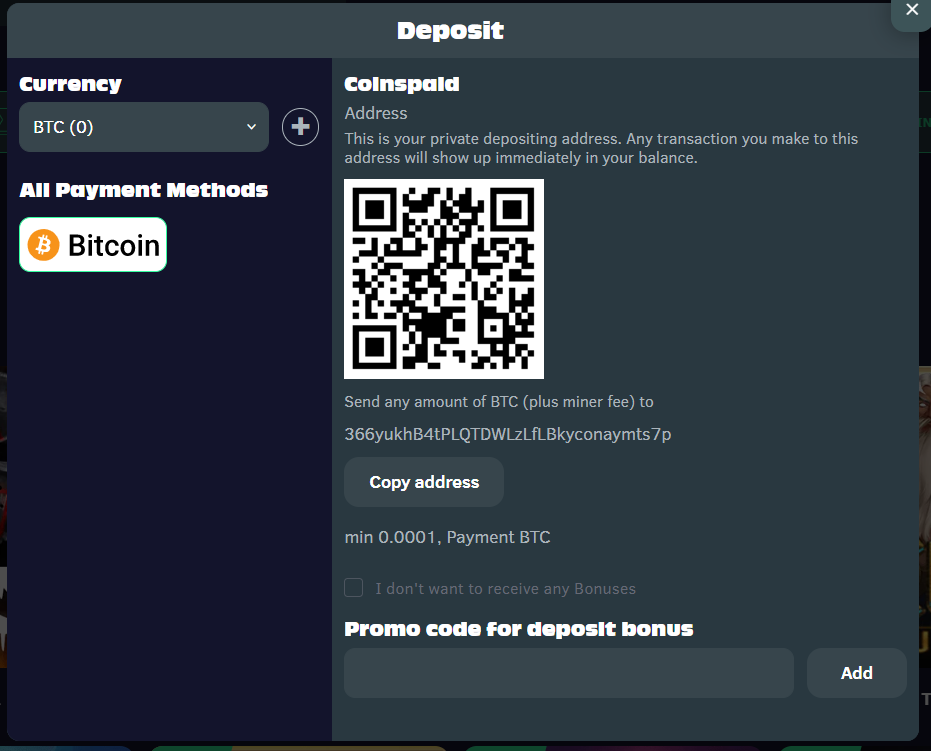 Deposit
Currency
BTC (0)
All Payment Methods
Bitcoin
Coinspaid
Address
This is your private depositing address. Any transaction you make to this
address will show up immediately in your balance.
Send any amount of BTC (plus miner fee) to
366yukhB4tPLQTDWLzLfLBkyconaymts7p
Copy address
min 0.0001, Payment BTC
I don't want to receive any Bonuses
Promo code for deposit bonus
Add